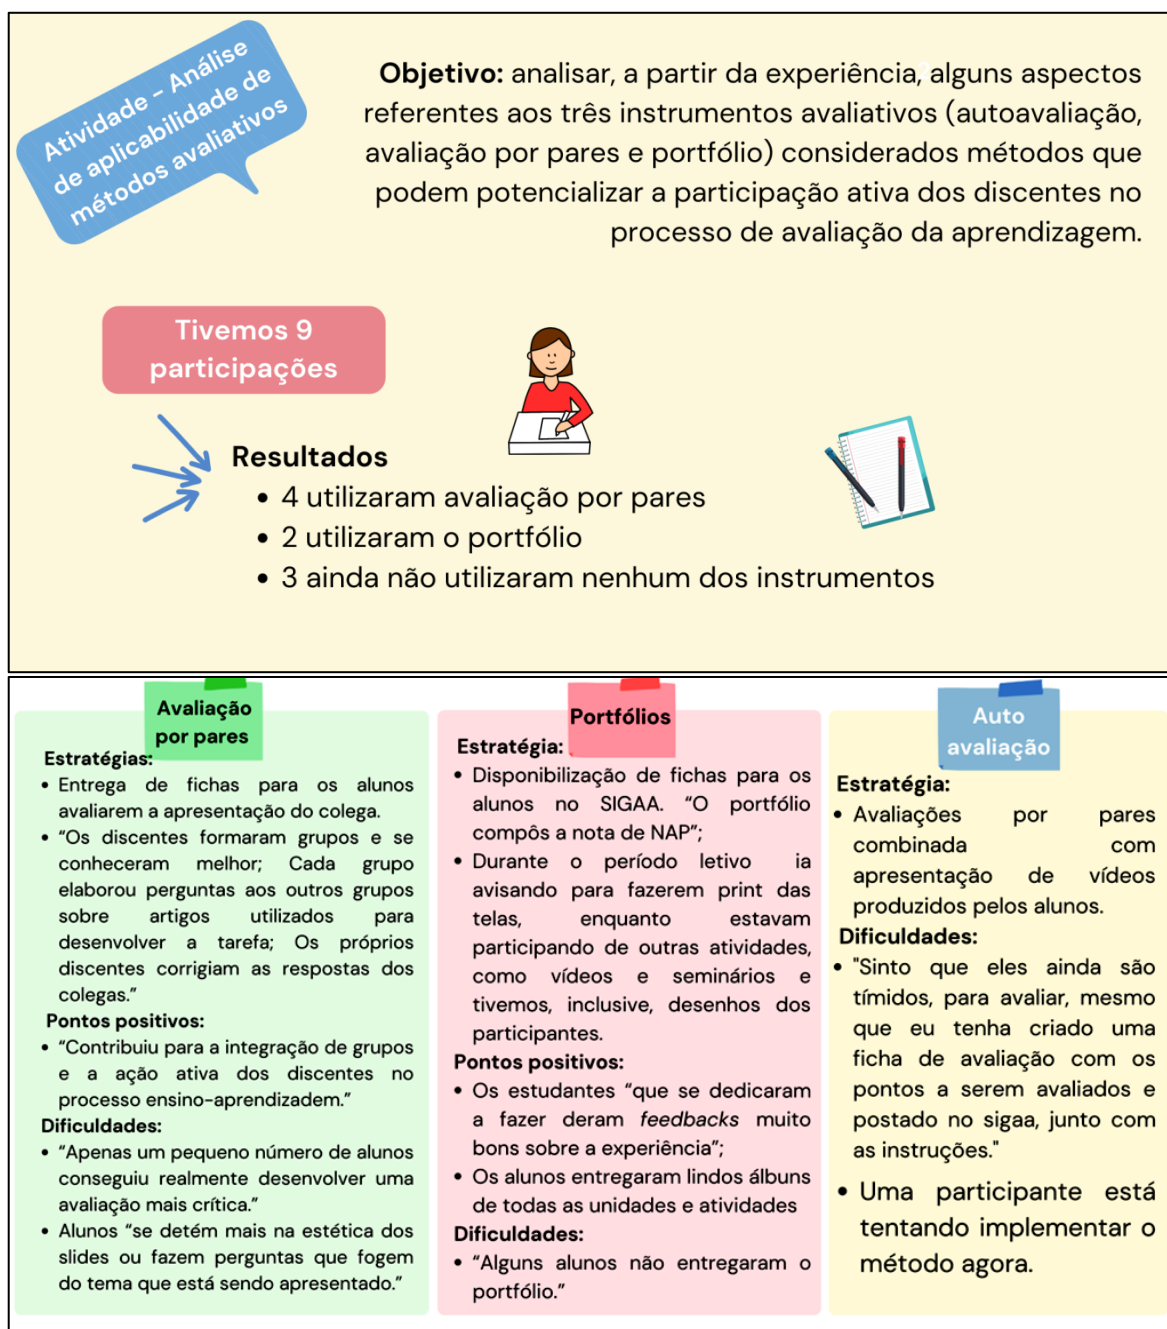 Atividade - Análise
de aplicabilidade de
métodos avaliativos
Objetivo: analisar, a partir da experiência, alguns aspectos
referentes aos três instrumentos avaliativos (autoavaliação,
avaliação por pares e portfólio) considerados métodos que
podem potencializar a participação ativa dos discentes no
processo de avaliação da aprendizagem.
Tivemos 9
participações
Resultados
• 4 utilizaram avaliação por pares
• 2 utilizaram o portfólio
• 3 ainda não utilizaram nenhum dos instrumentos
Avaliação
por pares
Estratégias:
• Entrega de fichas para os alunos
avaliarem a apresentação do colega.
• “Os discentes formaram grupos e se
conheceram melhor; Cada grupo
elaborou perguntas aos outros grupos
sobre artigos utilizados para
desenvolver a tarefa; Os próprios
discentes corrigiam as respostas dos
colegas.”
Pontos positivos:
• “Contribuiu para a integração de grupos
e a ação ativa dos discentes no
processo ensino-aprendizadem.”
Dificuldades:
• “Apenas um pequeno número de alunos
conseguiu realmente desenvolver uma
avaliação mais crítica.”
• Alunos “se detém mais na estética dos
slides ou fazem perguntas que fogem
do tema que está sendo apresentado.”
Portfólios
Estratégia:
• Disponibilização de fichas para os
alunos no SIGAA. “O portfólio
compôs a nota de NAP”;
• Durante o período letivo ia
avisando para fazerem print das
telas, enquanto estavam
participando de outras atividades,
como vídeos e seminários e
tivemos, inclusive, desenhos dos
participantes.
Pontos positivos:
• Os estudantes “que se dedicaram
a fazer deram feedbacks muito
bons sobre a experiência”;
• Os alunos entregaram lindos álbuns
de todas as unidades e atividades
Dificuldades:
• “Alguns alunos não entregaram o
portfólio.”
Auto
avaliação
Estratégia:
• Avaliações por pares
combinada com
apresentação de vídeos
produzidos pelos alunos.
Dificuldades:
• "Sinto que eles ainda são
tímidos, para avaliar, mesmo
que eu tenha criado uma
ficha de avaliação com os
pontos a serem avaliados e
postado no sigaa, junto com
as instruções."
• Uma participante está
tentando implementar o
método agora.